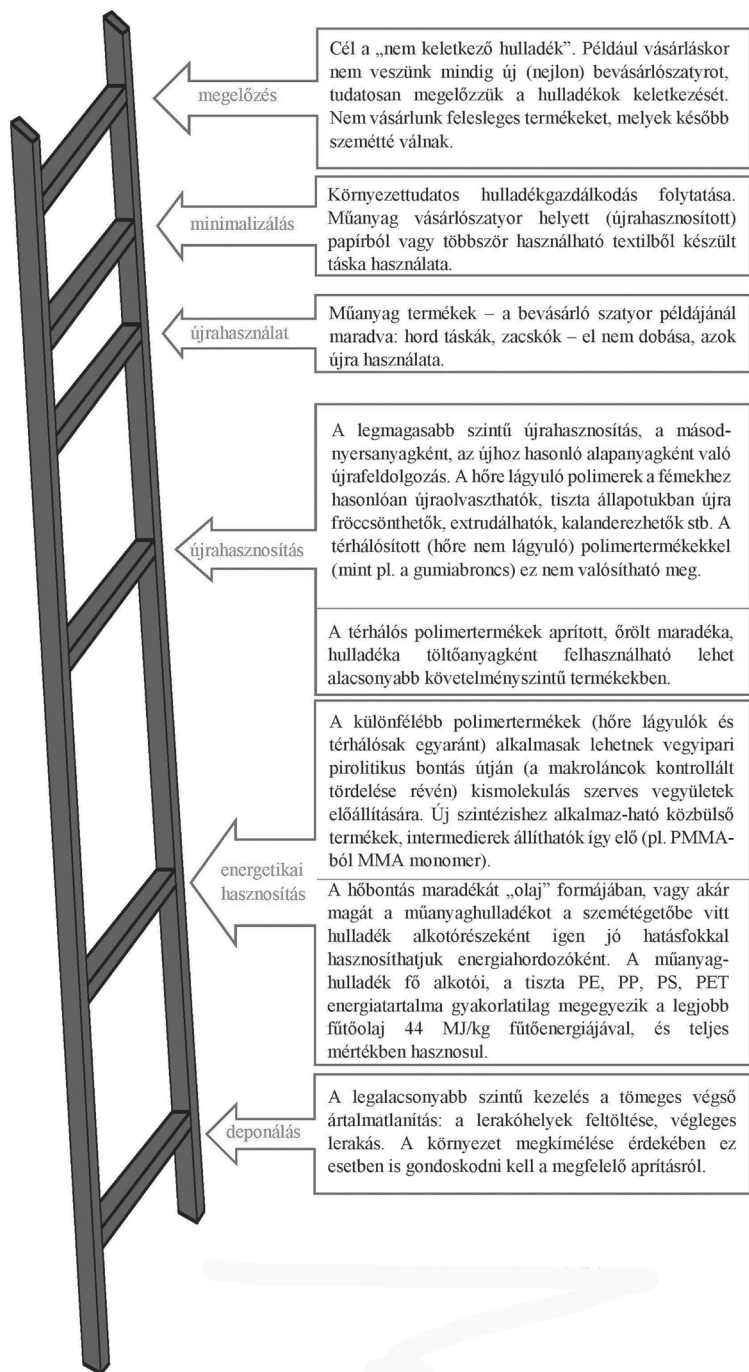 megelőzés
Cél a „nem keletkező hulladék”. Például vásárláskor
nem veszünk mindig új (nejlon) bevásárlószatyrot,
tudatosan megelőzzük a hulladékok keletkezését.
Nem vásárlunk felesleges termékeket, melyek később
szemétté válnak.
minimalizálás
Környezettudatos hulladékgazdálkodás folytatása.
Műanyag vásárlószatyor helyett (újrahasznosított)
papírból vagy többször használható textilből készült
táska használata.
újrahasználat
Műanyag termékek – a bevásárló szatyor példájánál
maradva: hord táskák, zacskók – el nem dobása, azok
újra használata.
újrahasznosítás
A legmagasabb szintű újrahasznosítás, a másod-
nyersanyagként, az újhoz hasonló alapanyagként való
újrafeldolgozás. A hőre lágyuló polimerek a fémekhez
hasonlóan újraolvaszthatók, tiszta állapotukban újra
fröccsönthetők, extrudálhatók, kalanderezhetők stb. A
térhálósított (hőre nem lágyuló) polimertermékekkel
(mint pl. a gumiabroncs) ez nem valósítható meg.
A térhálós polimertermékek aprított, őrölt maradéka,
hulladéka töltőanyagként felhasználható lehet
alacsonyabb követelményszintű termékekben.
energetikai
hasznosítás
A különfélébb polimertermékek (hőre lágyulók és
térhálósak egyaránt) alkalmasak lehetnek vegyipari
pirolitikus bontás útján (a makroláncok kontrollált
tördelése révén) kismolekulás szerves vegyületek
előállítására. Új szintézishez alkalmaz-ható közbülső
termékek, intermedierek állíthatók így elő (pl. PMMA-
ból MMA monomer).
A hőbontás maradékát „olaj” formájában, vagy akár
magát a műanyaghulladékot a szemétégetőbe vitt
hulladék alkotórészeként igen jó hatásfokkal
hasznosíthatjuk energiahordozóként. A műanyag-
hulladék fő alkotói, a tiszta PE, PP, PS, PET
energiatartalma gyakorlatilag megegyezik a legjobb
fűtőolaj 44 MJ/kg fűtőenergiájával, és teljes
mértékben hasznosul.
deponálás
A legalacsonyabb szintű kezelés a tömeges végső
ártalmatlanítás: a lerakóhelyek feltöltése, végleges
lerakás. A környezet megkímélése érdekében ez
esetben is gondoskodni kell a megfelelő aprításról.